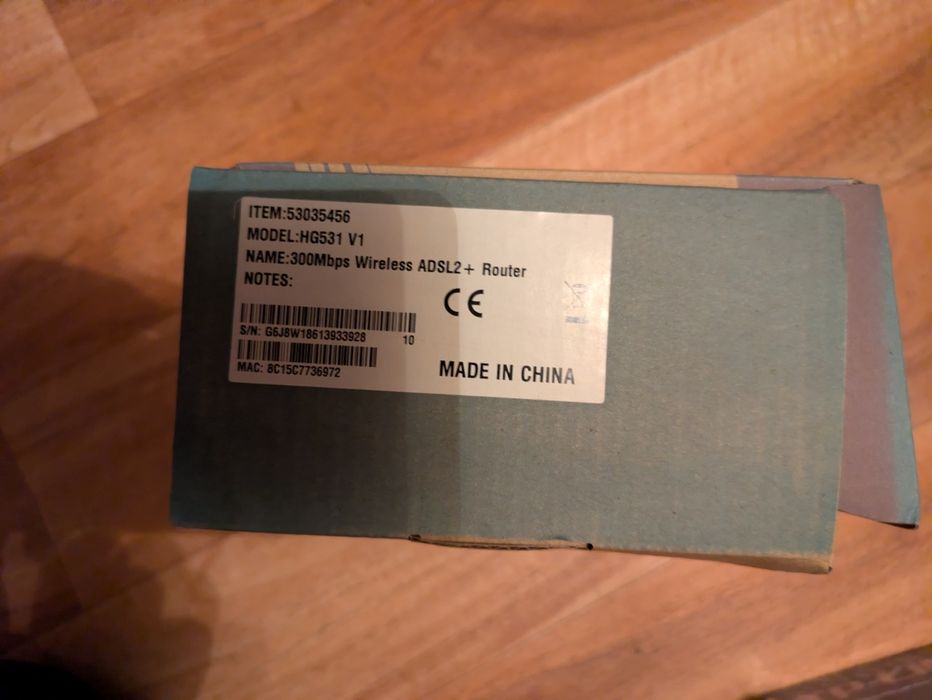 ITEM:53035456
MODEL:HG531 V1
NAME:300Mbps Wireless ADSL2+ Router
NOTES:
CE
S/N: G6J8W18613933928 10
MAC: 8C15C7736972
MADE IN CHINA